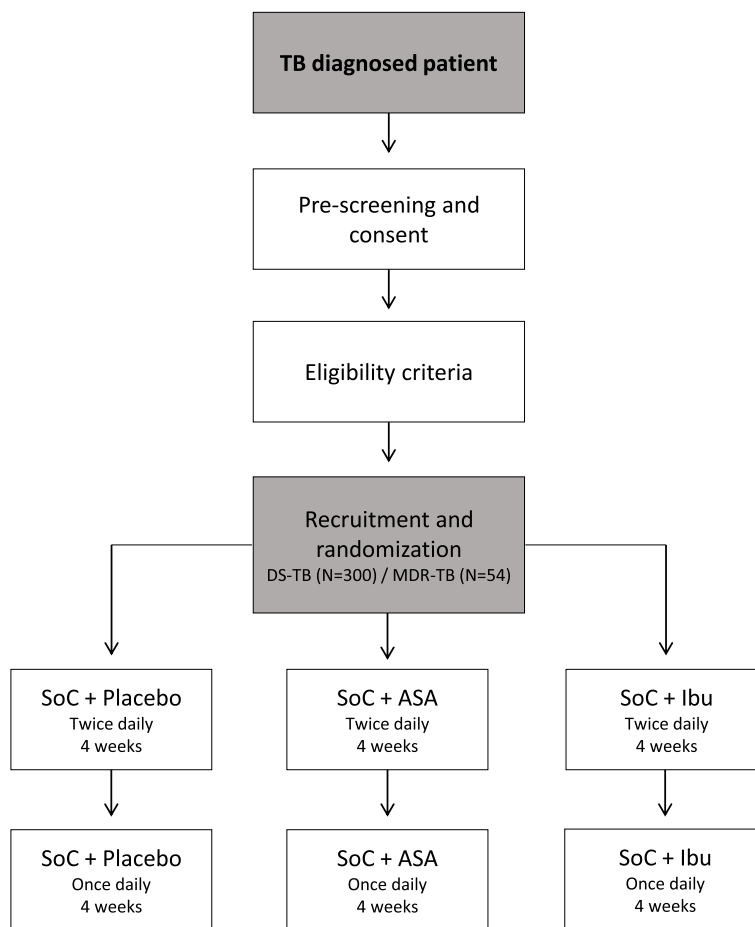 TB diagnosed patient
Pre-screening and
consent
Eligibility criteria
Recruitment and
randomization
DS-TB (N=300) / MDR-TB (N=54)
SoC + Placebo
Twice daily
4 weeks
SoC + ASA
Twice daily
4 weeks
SoC + Ibu
Twice daily
4 weeks
SoC + Placebo
Once daily
4 weeks
SoC + ASA
Once daily
4 weeks
SoC + Ibu
Once daily
4 weeks